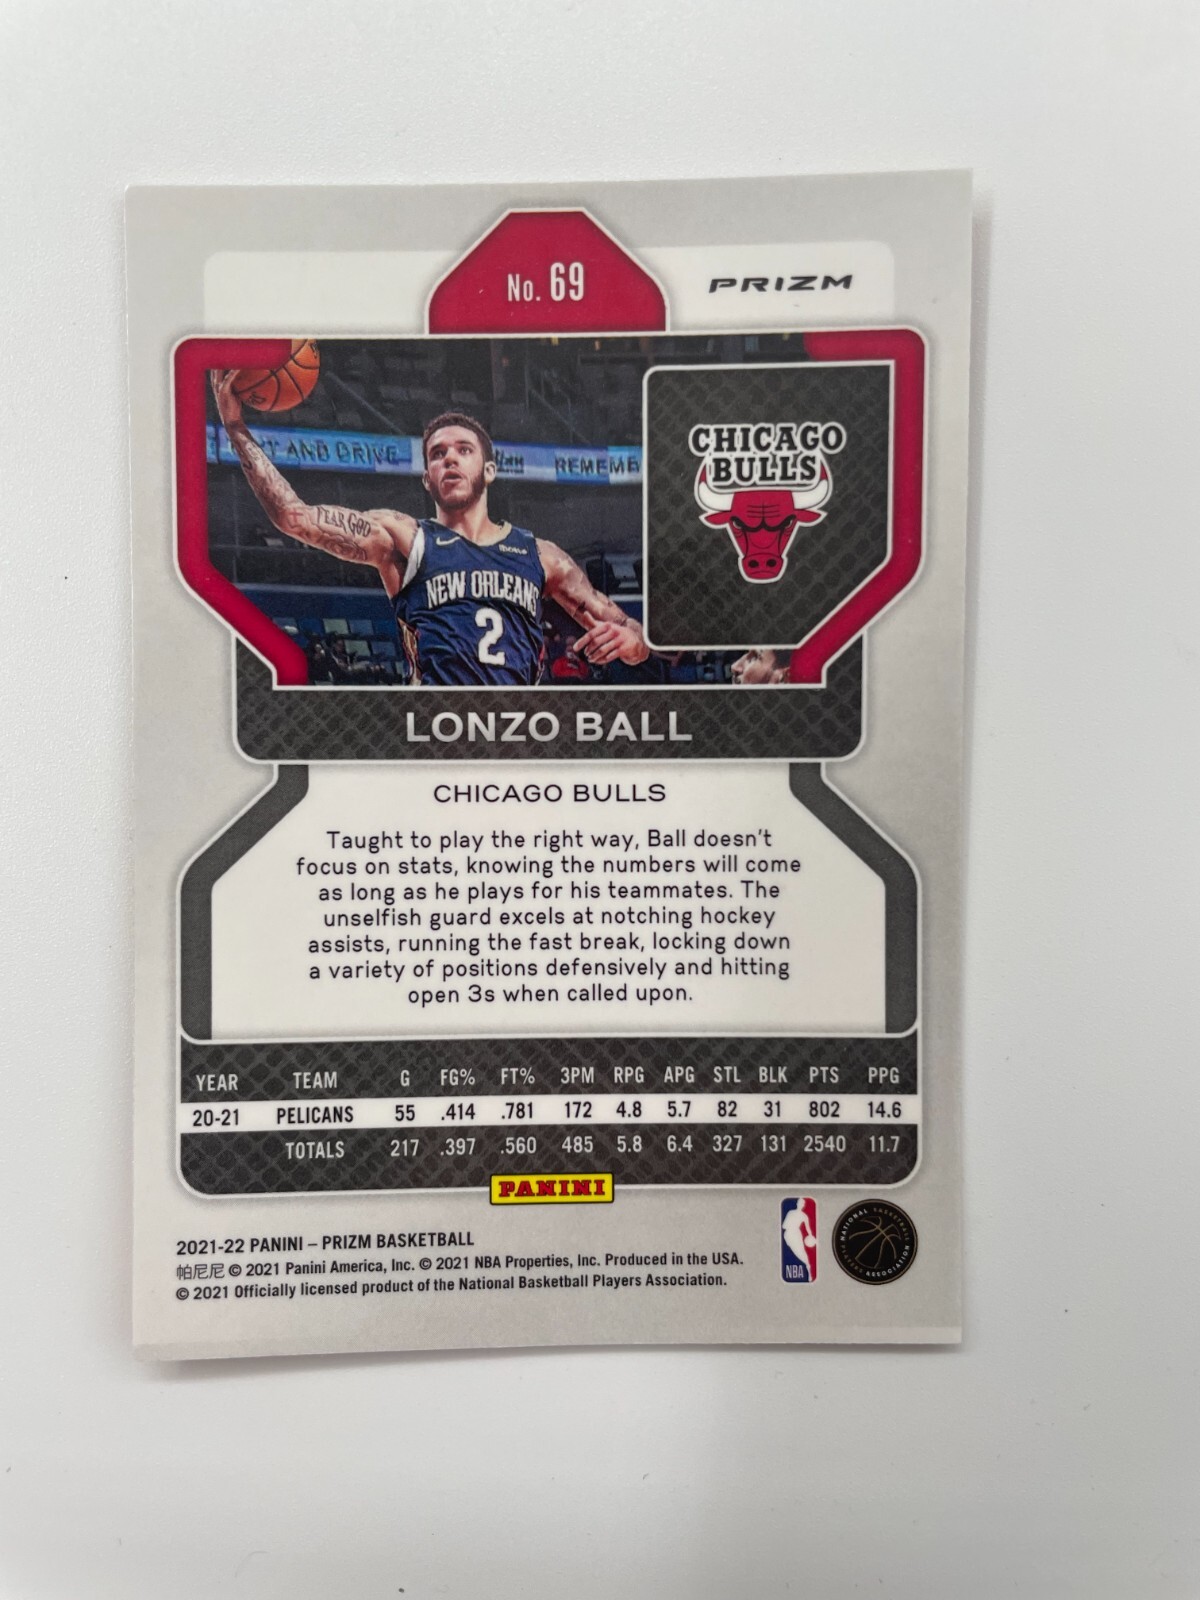 No. 69
PRIZM
AND DRIVE
REMEMB
CHICAGO
BULLS
FEAR GOD
NEW ORLEANS
2
LONZO BALL
CHICAGO BULLS
Taught to play the right way, Ball doesn't
focus on stats, knowing the numbers will come
as long as he plays for his teammates. The
unselfish guard excels at notching hockey
assists, running the fast break, locking down
a variety of positions defensively and hitting
open 3s when called upon.
YEAR TEAM G FG% FT% 3PM RPG APG STL BLK PTS PPG
20-21 PELICANS 55 .414 .781 172 4.8 5.7 82 31 802 14.6
TOTALS 217 .397 .560 485 5.8 6.4 327 131 2540 11.7
PANINI
2021-22 PANINI – PRIZM BASKETBALL
帕尼尼 © 2021 Panini America, Inc. © 2021 NBA Properties, Inc. Produced in the USA.
© 2021 Officially licensed product of the National Basketball Players Association.
NBA
NATIONAL BASKETBALL
PLAYERS ASSOCIATION